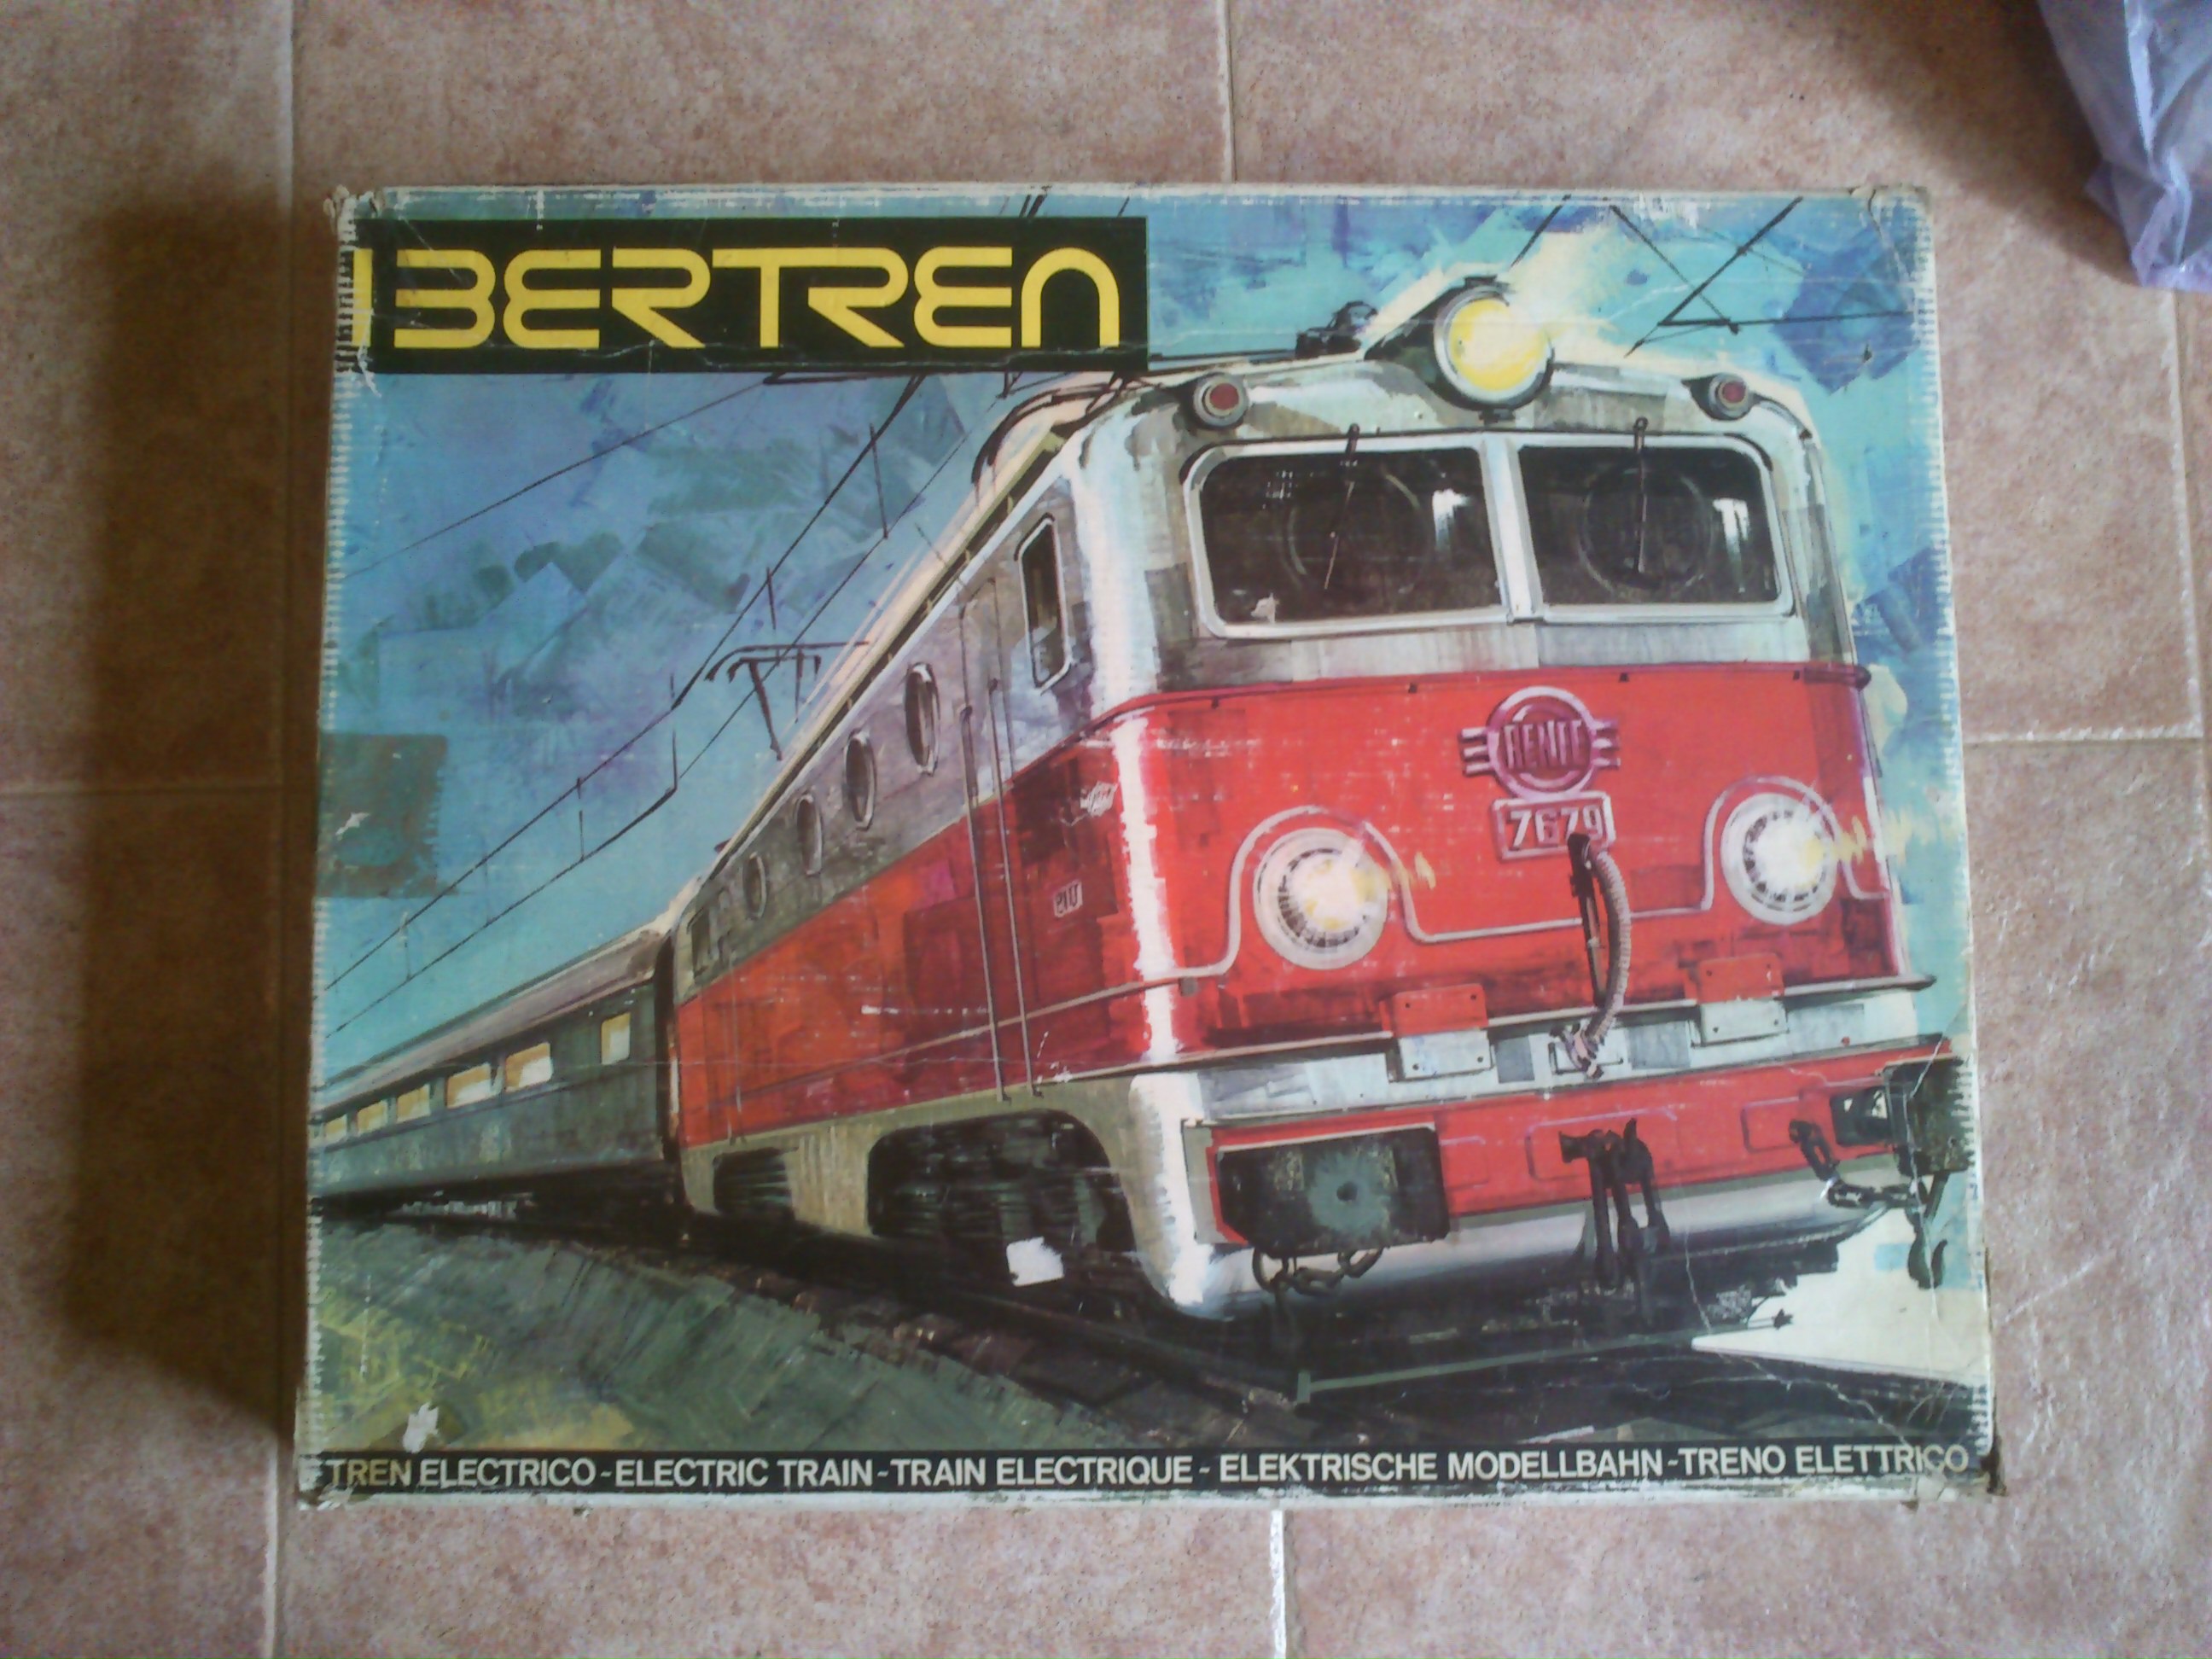 IBERTREN
RENFE
7679
TREN ELECTRICO - ELECTRIC TRAIN - TRAIN ELECTRIQUE - ELEKTRISCHE MODELLBAHN - TRENO ELETTRICO